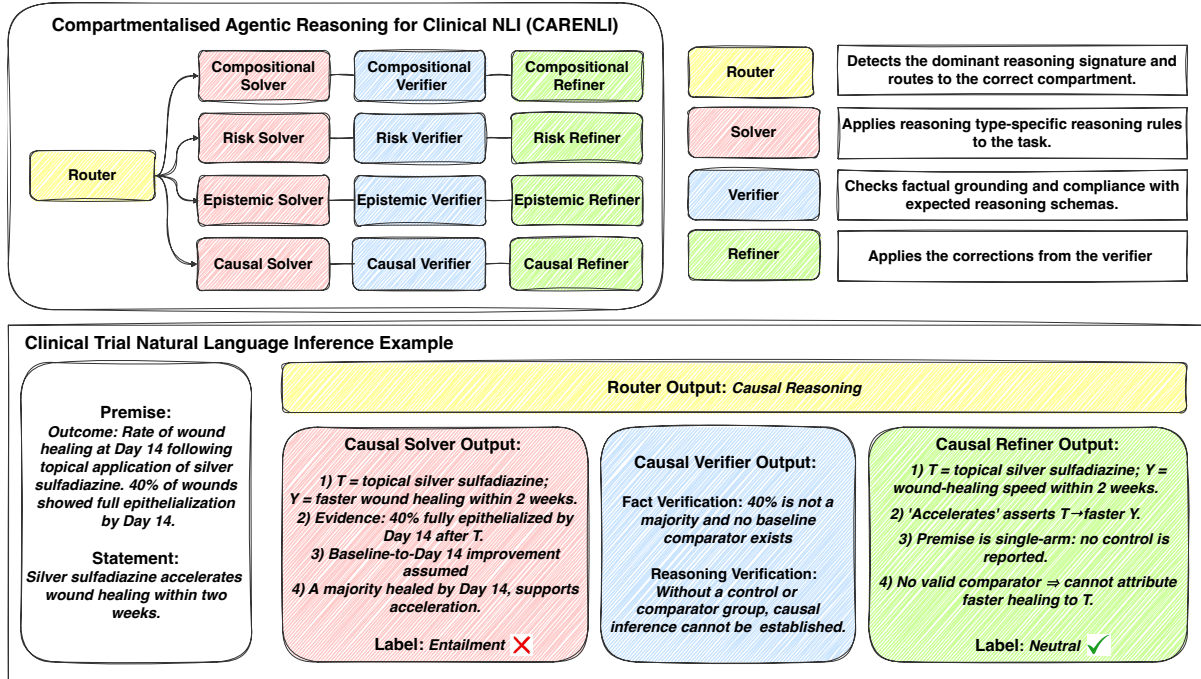 Compartmentalised Agentic Reasoning for Clinical NLI (CARENLI)
Router
Compositional
Solver
Compositional
Verifier
Compositional
Refiner
Risk Solver
Risk Verifier
Risk Refiner
Epistemic Solver
Epistemic Verifier
Epistemic Refiner
Causal Solver
Causal Verifier
Causal Refiner
Router
Detects the dominant reasoning signature and
routes to the correct compartment.
Solver
Applies reasoning type-specific reasoning rules
to the task.
Verifier
Checks factual grounding and compliance with
expected reasoning schemas.
Refiner
Applies the corrections from the verifier
Clinical Trial Natural Language Inference Example
Premise:
Outcome: Rate of wound
healing at Day 14 following
topical application of silver
sulfadiazine. 40% of wounds
showed full epithelialization
by Day 14.
Statement:
Silver sulfadiazine accelerates
wound healing within two
weeks.
Router Output: Causal Reasoning
Causal Solver Output:
1) T = topical silver sulfadiazine;
Y = faster wound healing within 2 weeks.
2) Evidence: 40% fully epithelialized by
Day 14 after T.
3) Baseline-to-Day 14 improvement
assumed
4) A majority healed by Day 14, supports
acceleration.
Label: Entailment
Causal Verifier Output:
Fact Verification: 40% is not a
majority and no baseline
comparator exists
Reasoning Verification:
Without a control or
comparator group, causal
inference cannot be established.
Causal Refiner Output:
1) T = topical silver sulfadiazine; Y =
wound-healing speed within 2 weeks.
2) 'Accelerates' asserts T→faster Y.
3) Premise is single-arm: no control is
reported.
4) No valid comparator ⇒ cannot attribute
faster healing to T.
Label: Neutral